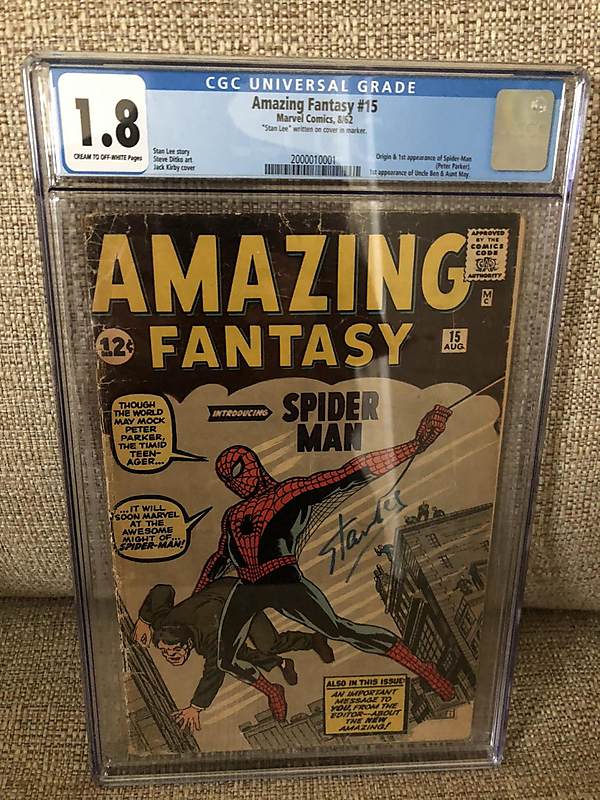 CGC UNIVERSAL GRADE
1.8
CREAM TO OFF-WHITE Pages
Amazing Fantasy #15
Marvel Comics, 8/62
"Stan Lee" written on cover in marker.
Stan Lee story
Steve Ditko art
Jack Kirby cover
2000010001
Origin & 1st appearance of Spider-Man
(Peter Parker).
1st appearance of Uncle Ben & Aunt May.
AMAZING
FANTASY
APPROVED
BY THE
COMICS
CODE
AUTHORITY
MC
12¢
15
AUG.
INTRODUCING
SPIDER
MAN
THOUGH
THE WORLD
MAY MOCK
PETER
PARKER,
THE TIMID
TEEN-
AGER...
...IT WILL
SOON MARVEL
AT THE
AWESOME
MIGHT OF...
SPIDER-MAN!
Stan Lee
ALSO IN THIS ISSUE:
AN IMPORTANT
MESSAGE TO
YOU, FROM THE
EDITOR--ABOUT
THE NEW
AMAZING!